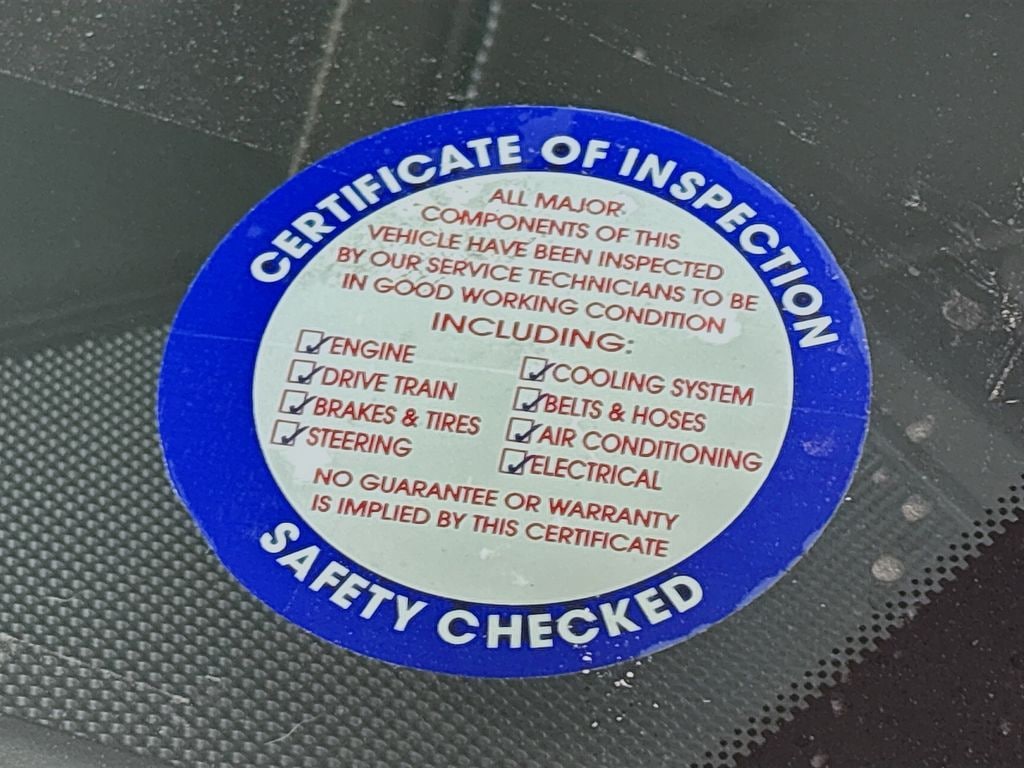 CERTIFICATE OF INSPECTION
ALL MAJOR
COMPONENTS OF THIS
VEHICLE HAVE BEEN INSPECTED
BY OUR SERVICE TECHNICIANS TO BE
IN GOOD WORKING CONDITION
INCLUDING:
ENGINE
DRIVE TRAIN
BRAKES & TIRES
STEERING
COOLING SYSTEM
BELTS & HOSES
AIR CONDITIONING
ELECTRICAL
NO GUARANTEE OR WARRANTY
IS IMPLIED BY THIS CERTIFICATE
SAFETY CHECKED